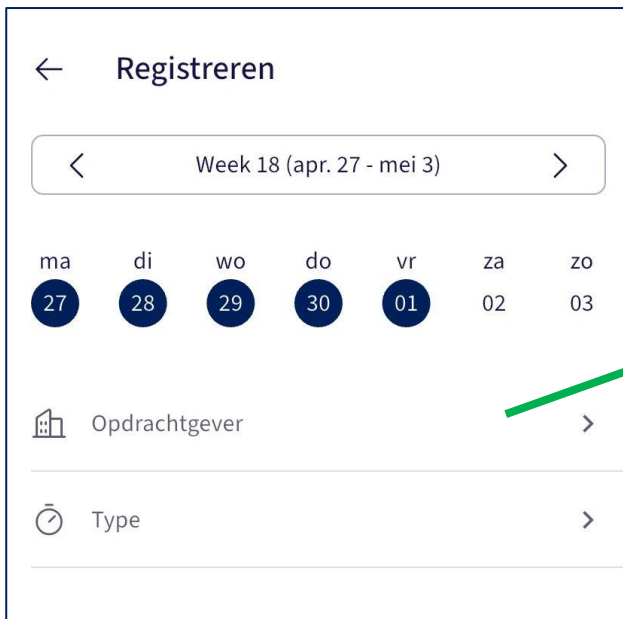 Registreren
Week 18 (apr. 27 - mei 3)
ma di wo do vr za zo
27 28 29 30 01 02 03
Opdrachtgever
Type